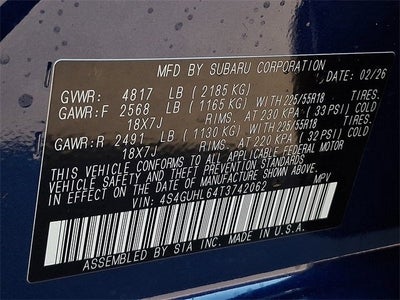 MFD BY SUBARU CORPORATION
DATE: 02/26
GVWR: 4817 LB (2185 KG)
GAWR:F 2568 LB (1165 KG) WITH 225/55R18 TIRES.
18X7J RIMS. AT 230 KPA (33 PSI) COLD
GAWR:R 2491 LB (1130 KG) WITH 225/55R18 TIRES.
18X7J RIMS. AT 220 KPA (32 PSI) COLD
THIS VEHICLE CONFORMS TO ALL APPLICABLE FEDERAL MOTOR
VEHICLE SAFETY AND THEFT PREVENTION STANDARDS
IN EFFECT ON THE DATE OF MANUFACTURE SHOWN ABOVE.
VIN: 4S4GUHL64T3742062 MPV
ASSEMBLED BY SIA INC. MADE IN U.S.A.